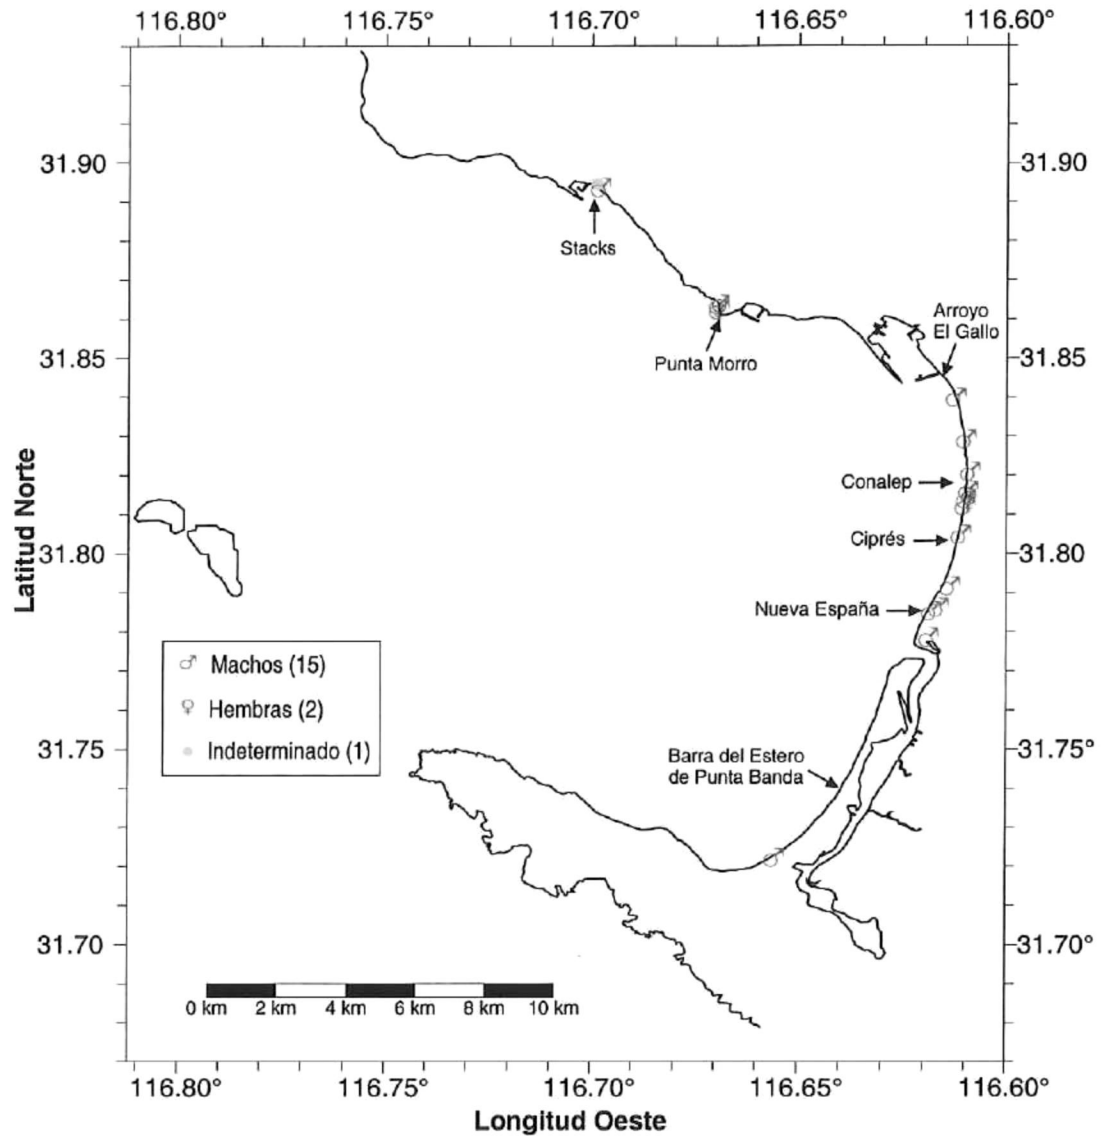 116.80° 116.75° 116.70° 116.65° 116.60°
31.90 31.90
Stacks
Arroyo
El Gallo
Punta Morro
31.85 31.85
Conalep
Ciprés
31.80 31.80
Nueva España
Latitud Norte
♂ Machos (15)
♀ Hembras (2)
Indeterminado (1)
31.75 31.75°
Barra del Estero
de Punta Banda
31.70 31.70°
0 km 2 km 4 km 6 km 8 km 10 km
116.80° 116.75° 116.70° 116.65° 116.60°
Longitud Oeste